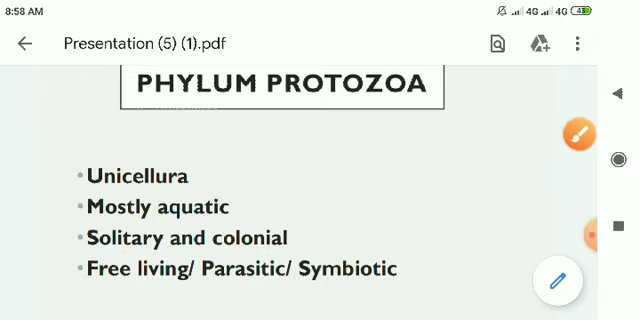 8:58 AM 4G 4G 43
Presentation (5) (1).pdf
PHYLUM PROTOZOA
• Unicellura
• Mostly aquatic
• Solitary and colonial
• Free living/ Parasitic/ Symbiotic